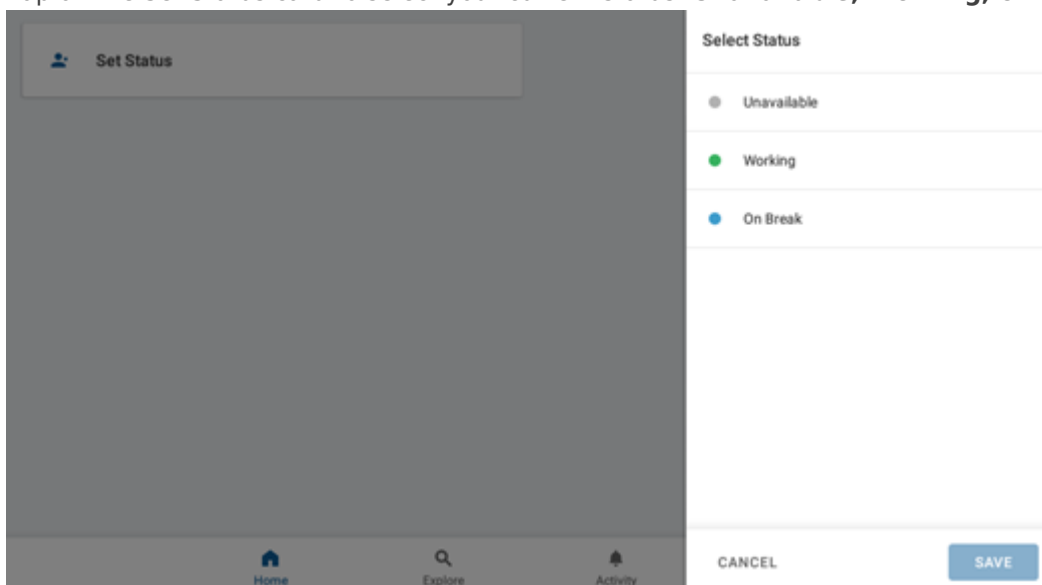 Set Status
Select Status
Unavailable
Working
On Break
Home
Explore
Activity
CANCEL
SAVE